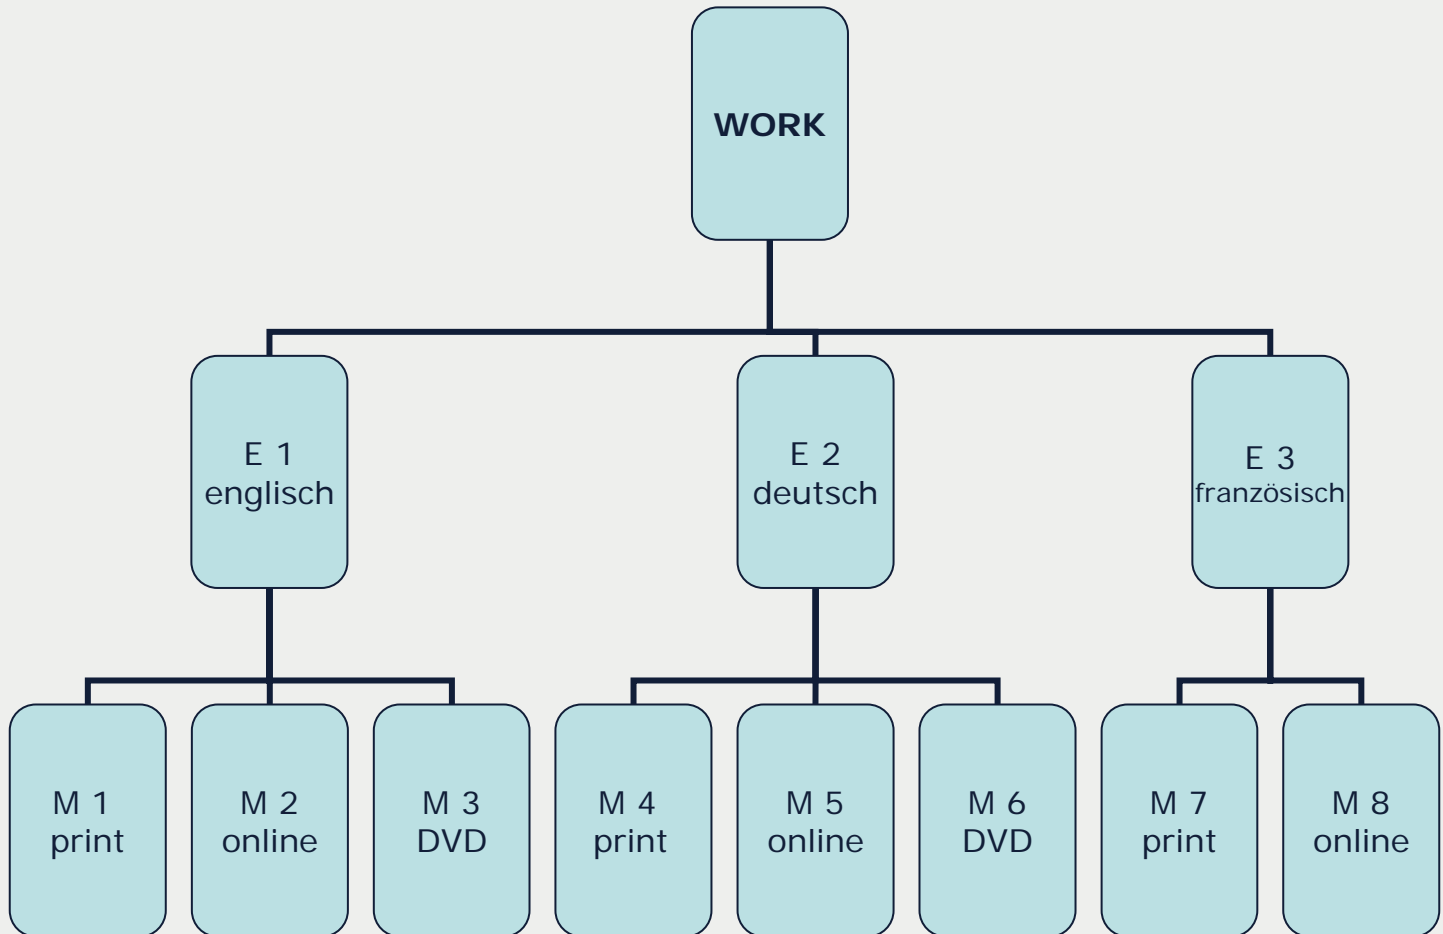 WORK
E 1
englisch
E 2
deutsch
E 3
französisch
M 1
print
M 2
online
M 3
DVD
M 4
print
M 5
online
M 6
DVD
M 7
print
M 8
online